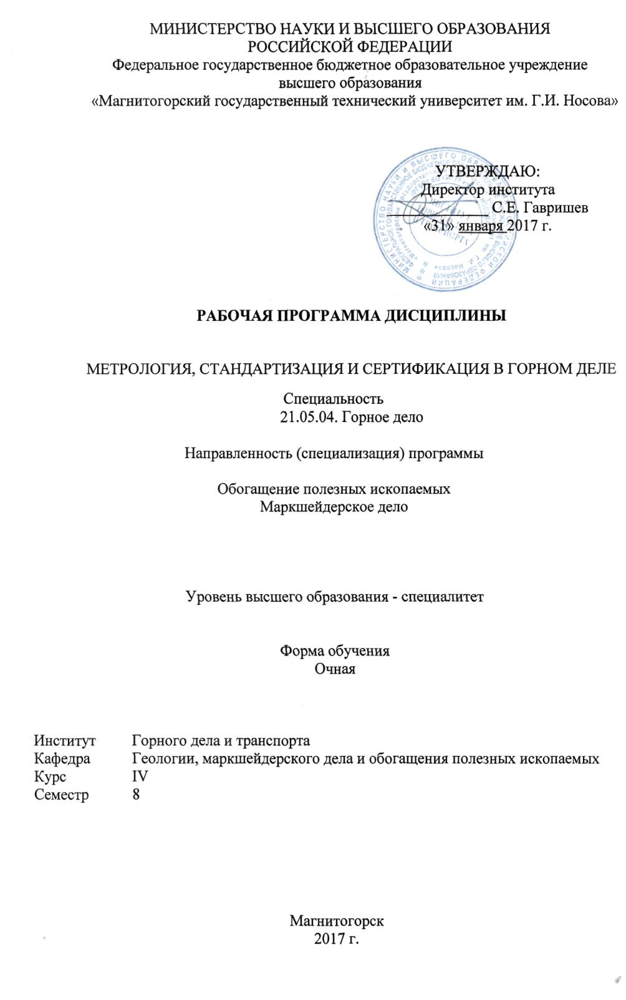 МИНИСТЕРСТВО НАУКИ И ВЫСШЕГО ОБРАЗОВАНИЯ
РОССИЙСКОЙ ФЕДЕРАЦИИ
Федеральное государственное бюджетное образовательное учреждение
высшего образования
«Магнитогорский государственный технический университет им. Г.И. Носова»
УТВЕРЖДАЮ:
Директор института
С.Е. Гавришев
«31» января 2017 г.
РАБОЧАЯ ПРОГРАММА ДИСЦИПЛИНЫ
МЕТРОЛОГИЯ, СТАНДАРТИЗАЦИЯ И СЕРТИФИКАЦИЯ В ГОРНОМ ДЕЛЕ
Специальность
21.05.04. Горное дело
Направленность (специализация) программы
Обогащение полезных ископаемых
Маркшейдерское дело
Уровень высшего образования - специалитет
Форма обучения
Очная
Институт Горного дела и транспорта
Кафедра Геологии, маркшейдерского дела и обогащения полезных ископаемых
Курс IV
Семестр 8
Магнитогорск
2017 г.